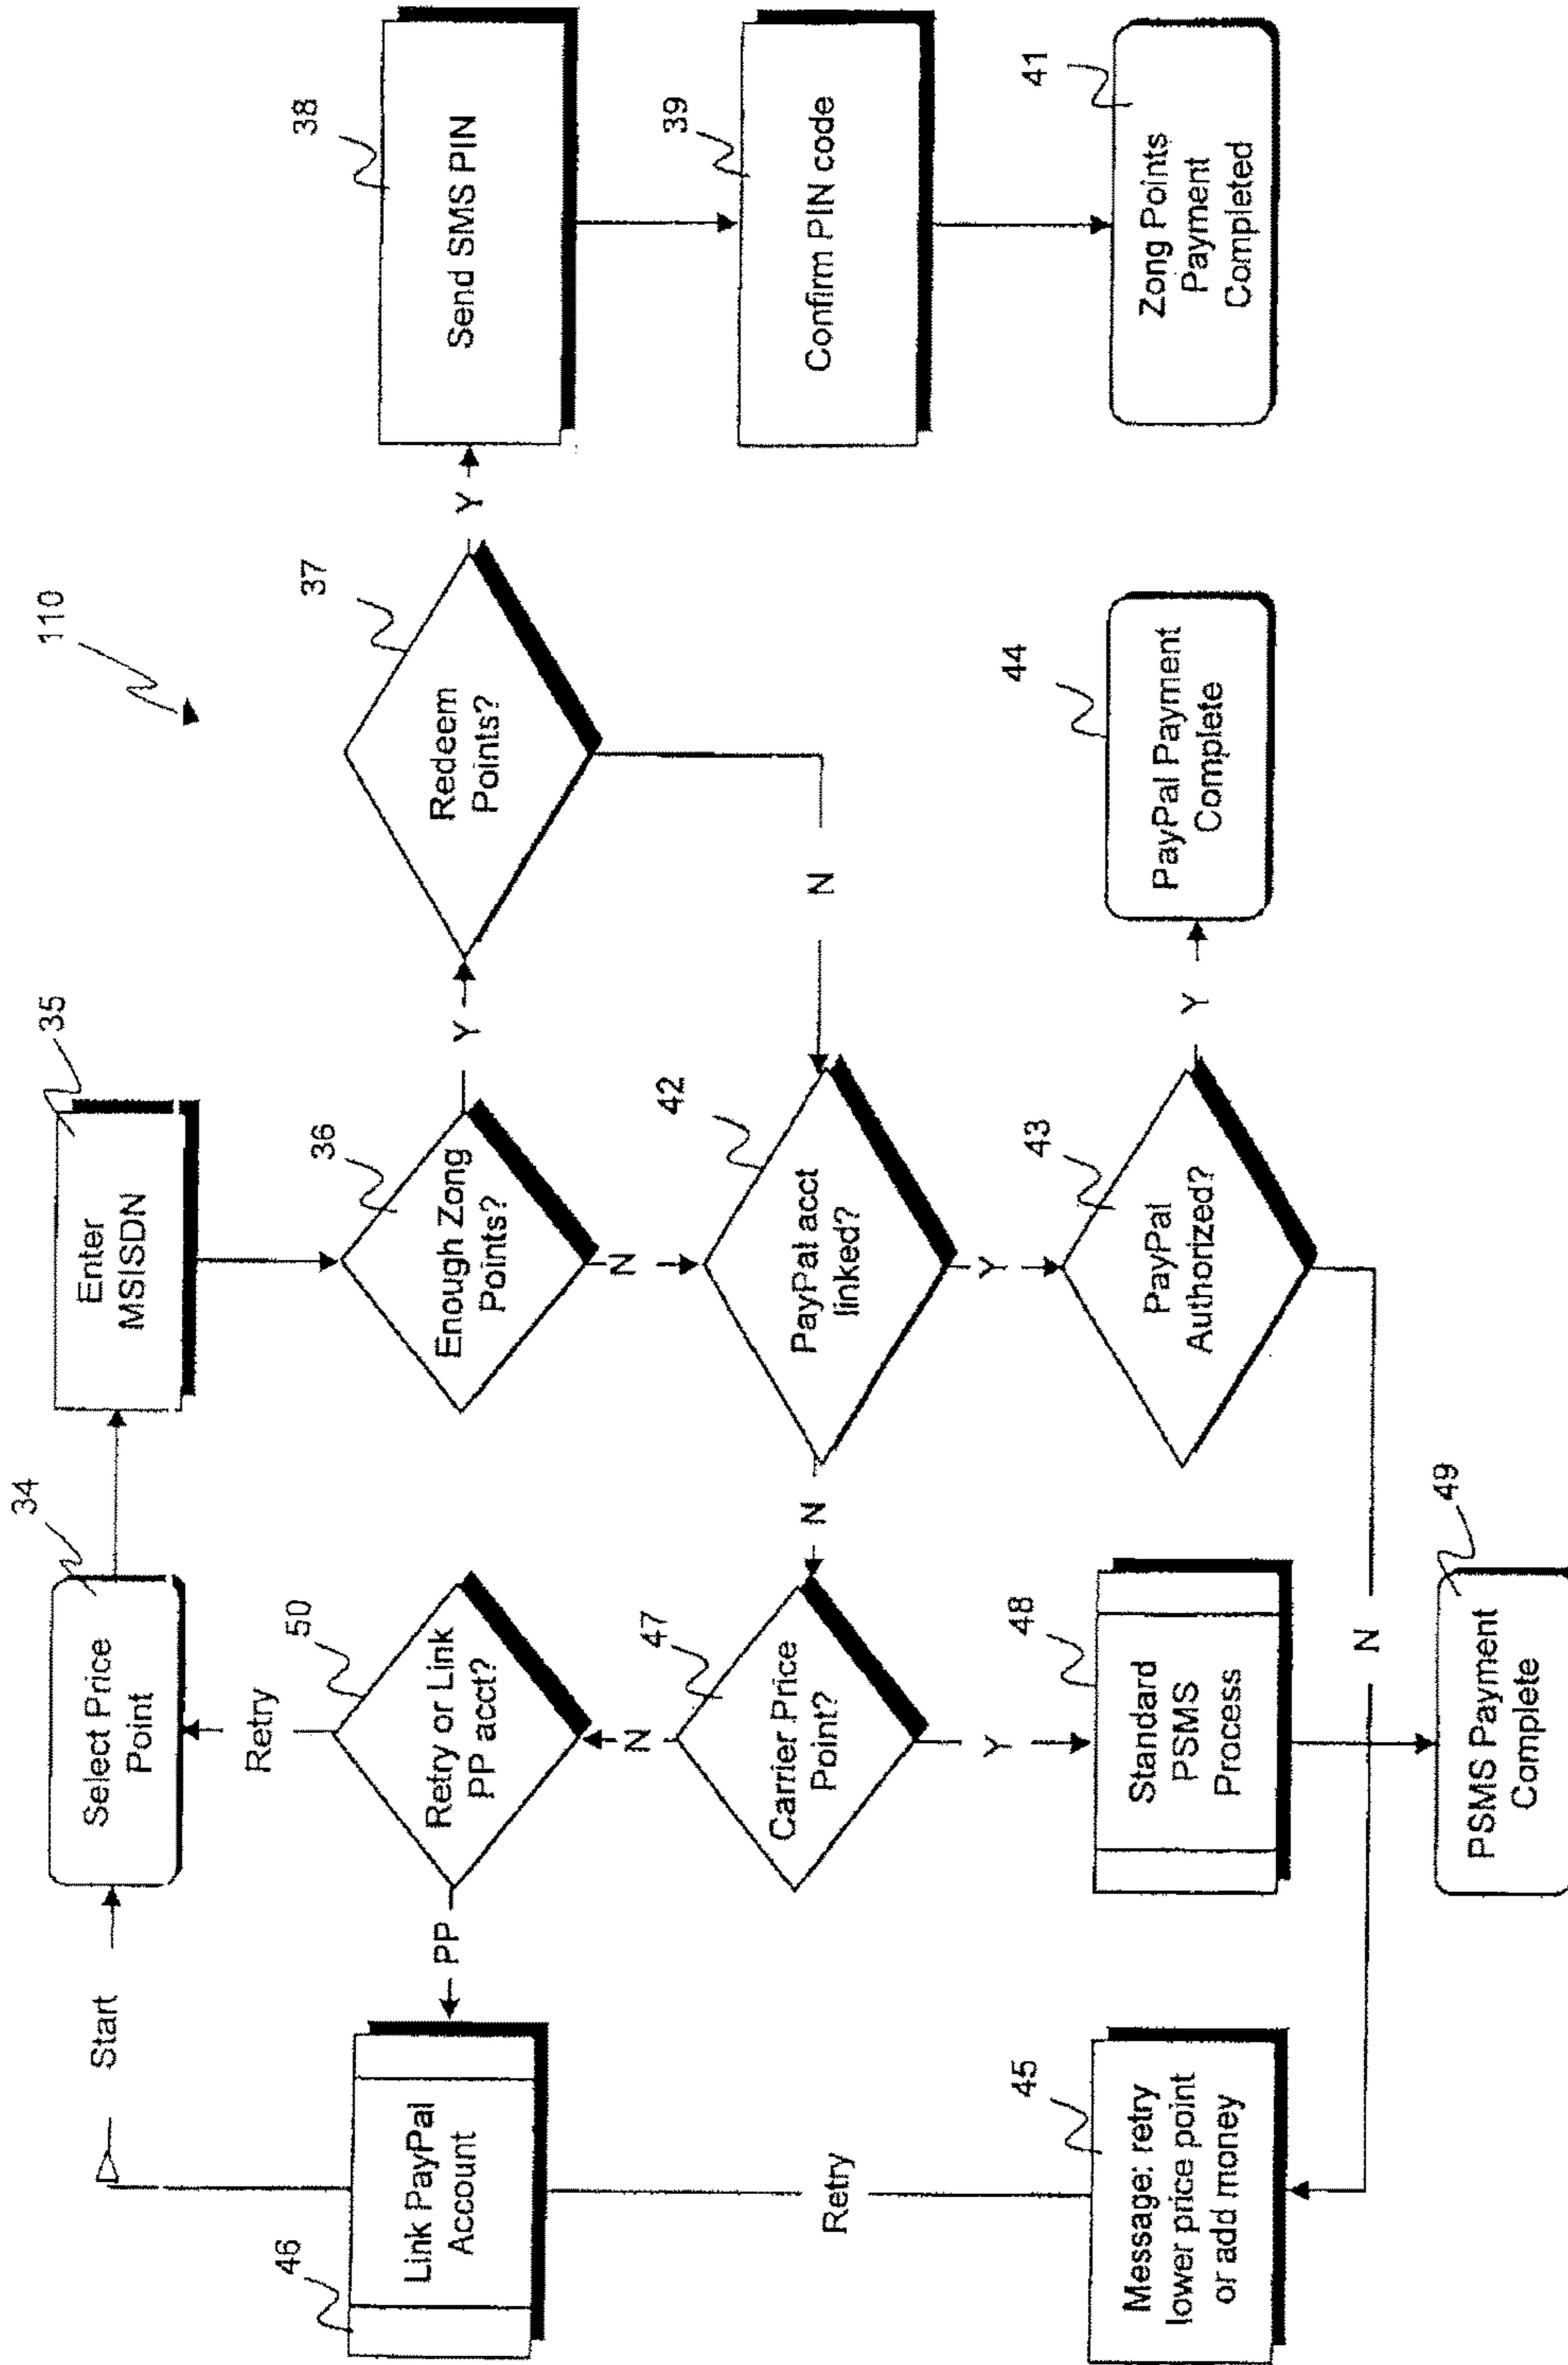 110
Start
34
Select Price
Point
35
Enter
MSISDN
Retry
50
Retry or Link
PP acct?
PP
46
Link PayPal
Account
36
Enough Zong
Points?
Y
37
Redeem
Points?
Y
38
Send SMS PIN
N
N
N
47
Carrier Price
Point?
N
42
PayPal acct
linked?
39
Confirm PIN code
Retry
Y
Y
45
Message: retry
lower price point
or add money
48
Standard
PSMS
Process
43
PayPal
Authorized?
Y
44
PayPal Payment
Complete
41
Zong Points
Payment
Completed
N
49
PSMS Payment
Complete